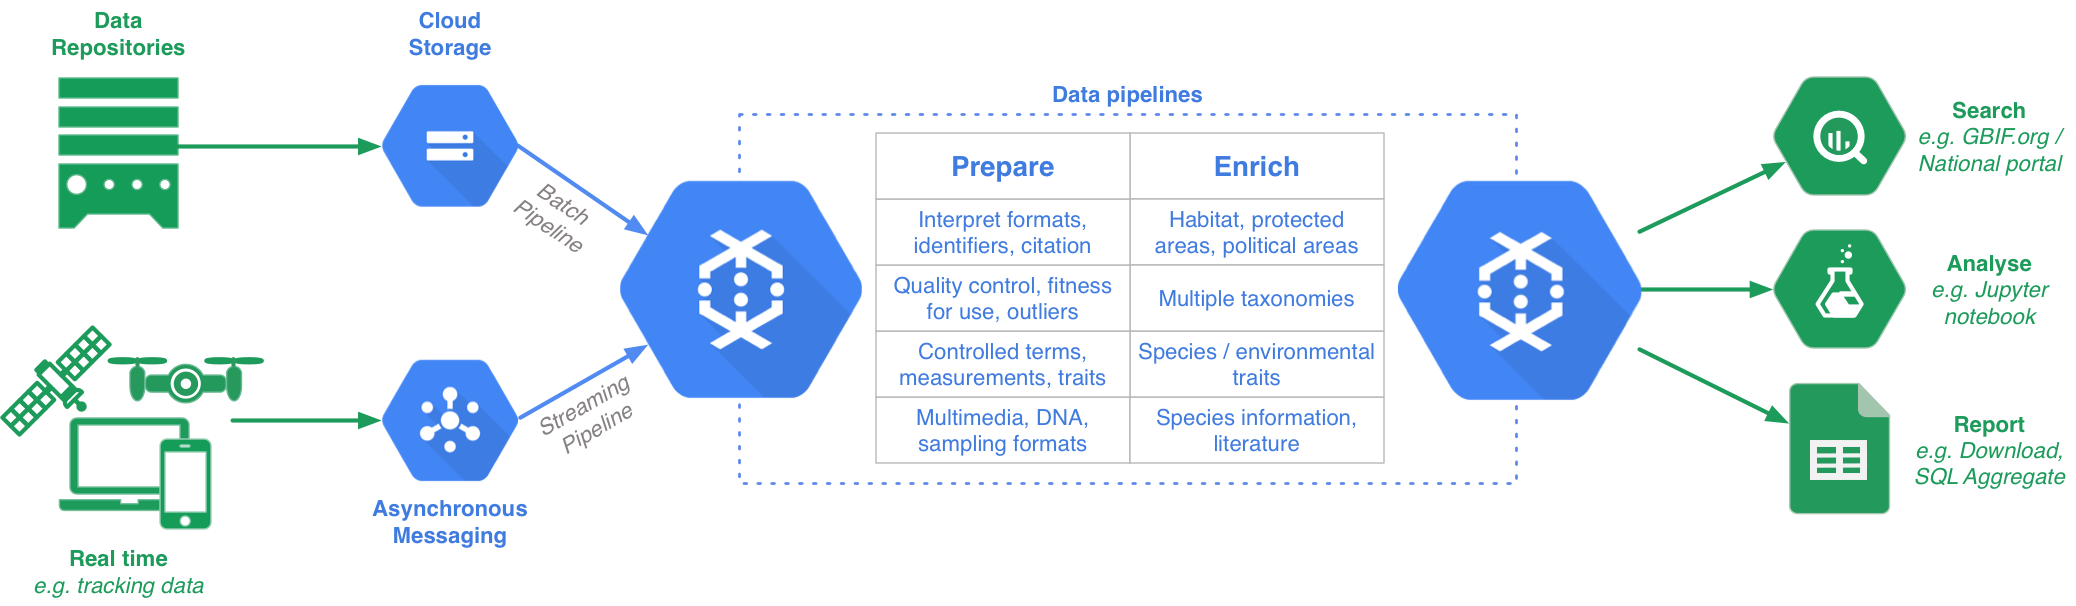 Data
Repositories
Cloud
Storage
Batch
Pipeline
Real time
e.g. tracking data
Asynchronous
Messaging
Streaming
Pipeline
Data pipelines
Prepare
Enrich
Interpret formats,
identifiers, citation
Habitat, protected
areas, political areas
Quality control, fitness
for use, outliers
Multiple taxonomies
Controlled terms,
measurements, traits
Species / environmental
traits
Multimedia, DNA,
sampling formats
Species information,
literature
Search
e.g. GBIF.org /
National portal
Analyse
e.g. Jupyter
notebook
Report
e.g. Download,
SQL Aggregate